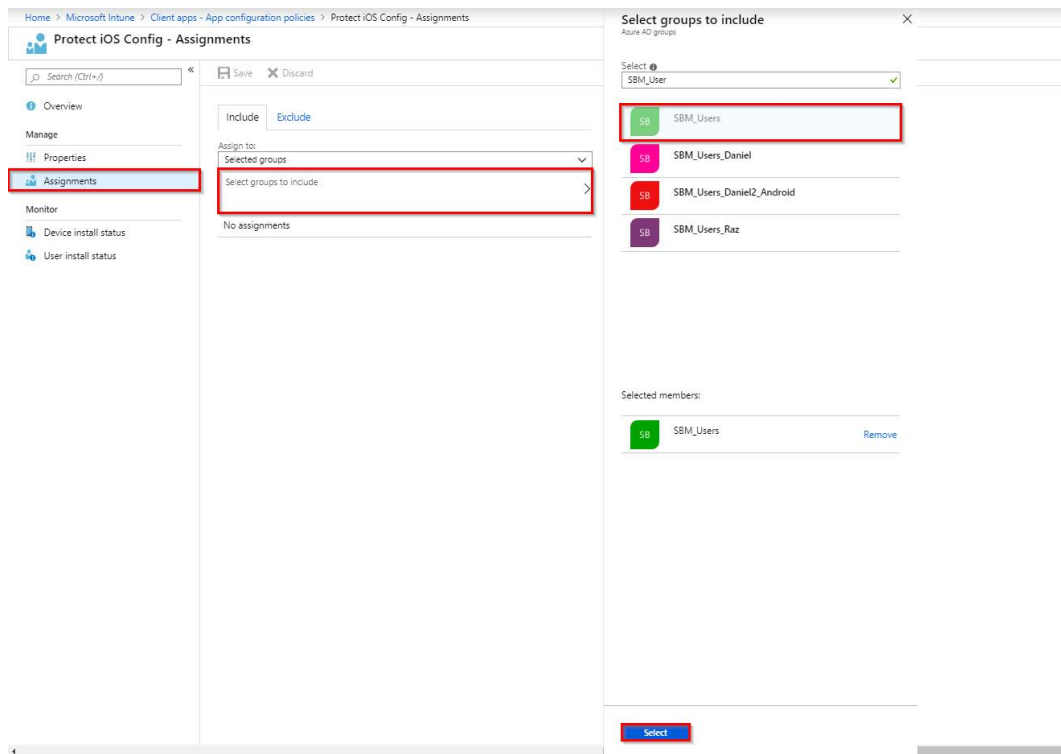 Home > Microsoft Intune > Client apps - App configuration policies > Protect iOS Config - Assignments
Protect iOS Config - Assignments
Search (Ctrl+/)
«
Overview
Manage
Properties
Assignments
Monitor
Device install status
User install status
Save Discard
Include Exclude
Assign to:
Selected groups
Select groups to include
No assignments
Select groups to include
Azure AD groups
Select
SBM_User
SB SBM_Users
SB SBM_Users_Daniel
SB SBM_Users_Daniel2_Android
SB SBM_Users_Raz
Selected members:
SB SBM_Users Remove
Select